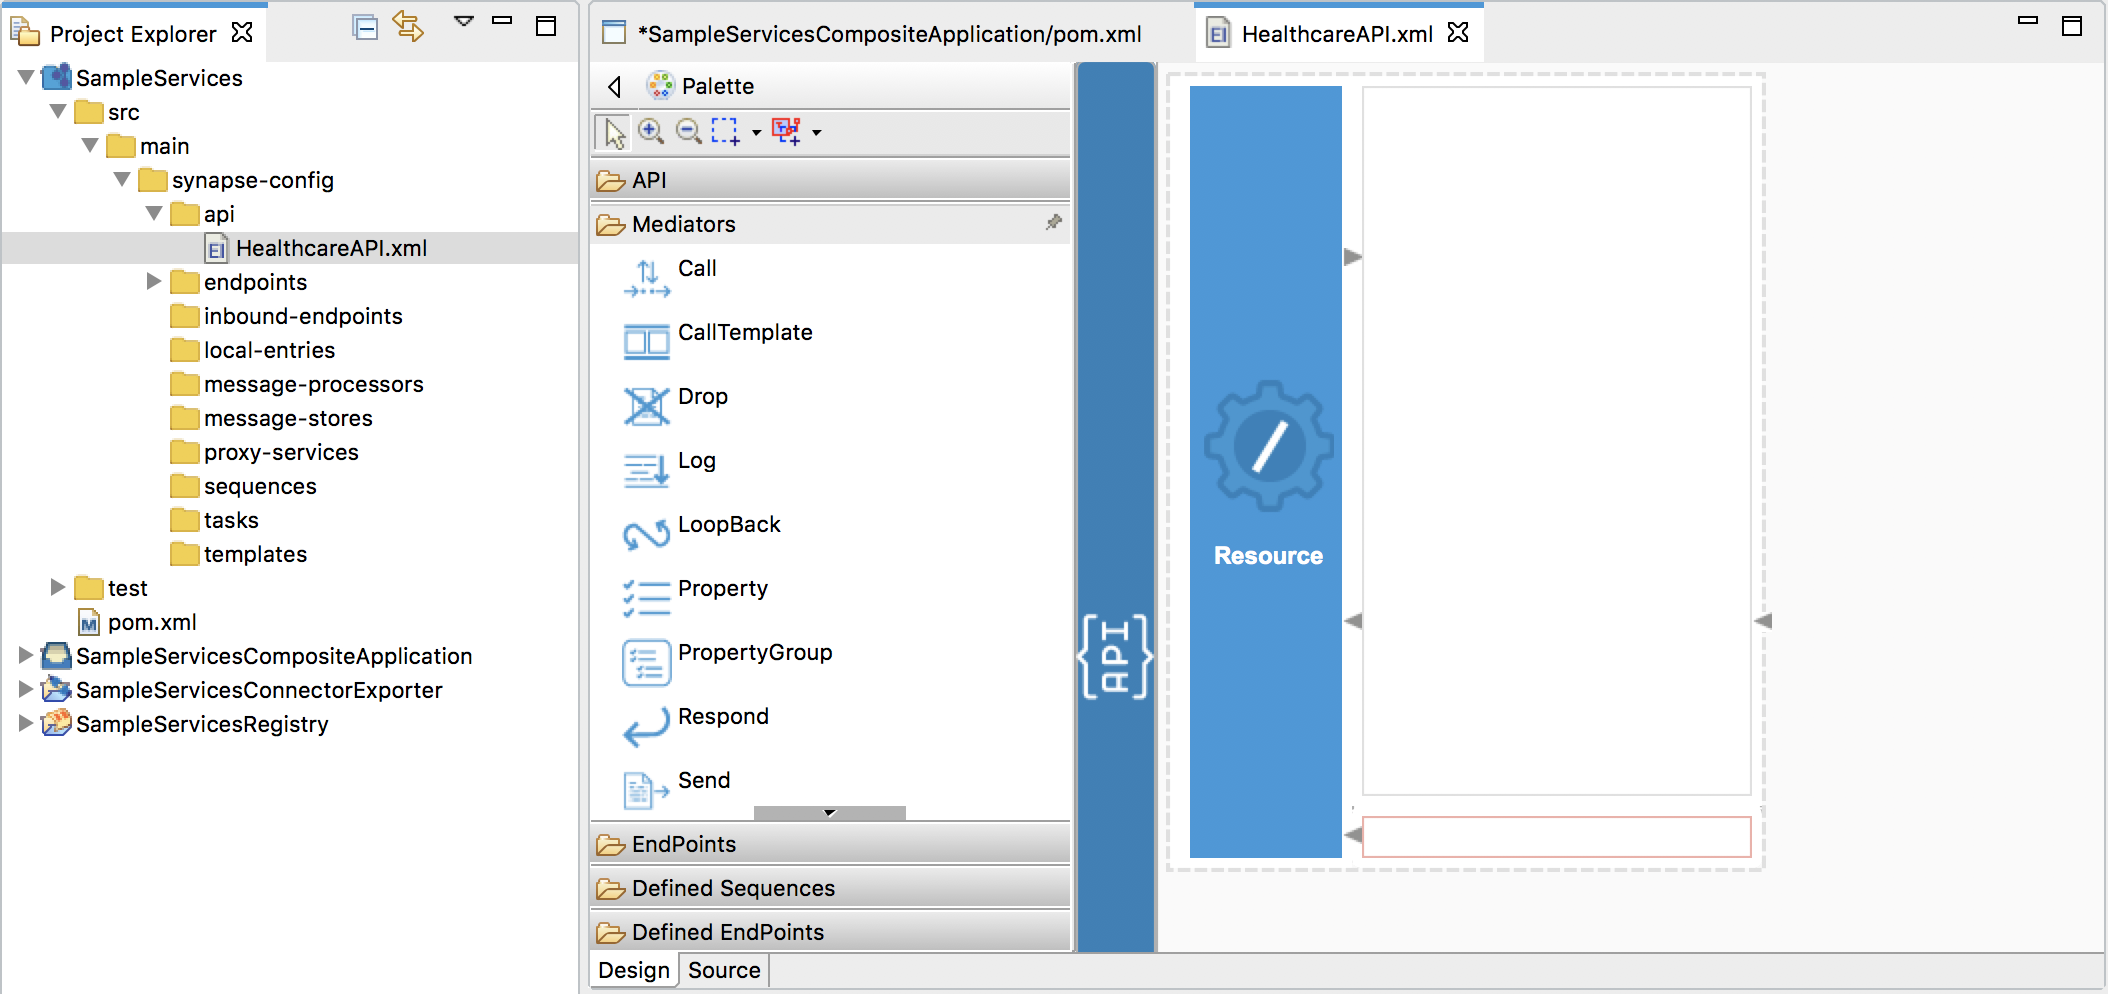 Project Explorer
SampleServices
src
main
synapse-config
api
EI HealthcareAPI.xml
endpoints
inbound-endpoints
local-entries
message-processors
message-stores
proxy-services
sequences
tasks
templates
test
M pom.xml
SampleServicesCompositeApplication
SampleServicesConnectorExporter
SampleServicesRegistry
*SampleServicesCompositeApplication/pom.xml
EI HealthcareAPI.xml
Palette
API
Mediators
Call
CallTemplate
Drop
Log
LoopBack
Property
PropertyGroup
Respond
Send
EndPoints
Defined Sequences
Defined EndPoints
Design
Source
{API}
Resource